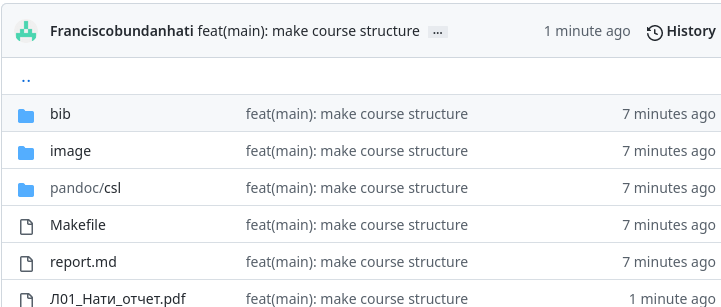 Franciscobundanhati feat(main): make course structure ... 1 minute ago History
..
bib feat(main): make course structure 7 minutes ago
image feat(main): make course structure 7 minutes ago
pandoc/csl feat(main): make course structure 7 minutes ago
Makefile feat(main): make course structure 7 minutes ago
report.md feat(main): make course structure 7 minutes ago
Л01_Нати_отчет.pdf feat(main): make course structure 1 minute ago